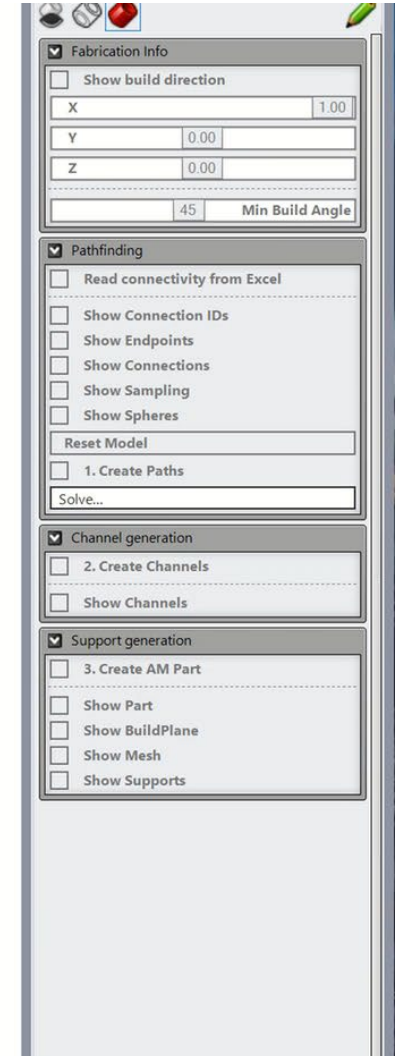 Fabrication Info
Show build direction
X 1.00
Y 0.00
Z 0.00
45 Min Build Angle
Pathfinding
Read connectivity from Excel
Show Connection IDs
Show Endpoints
Show Connections
Show Sampling
Show Spheres
Reset Model
1. Create Paths
Solve...
Channel generation
2. Create Channels
Show Channels
Support generation
3. Create AM Part
Show Part
Show BuildPlane
Show Mesh
Show Supports